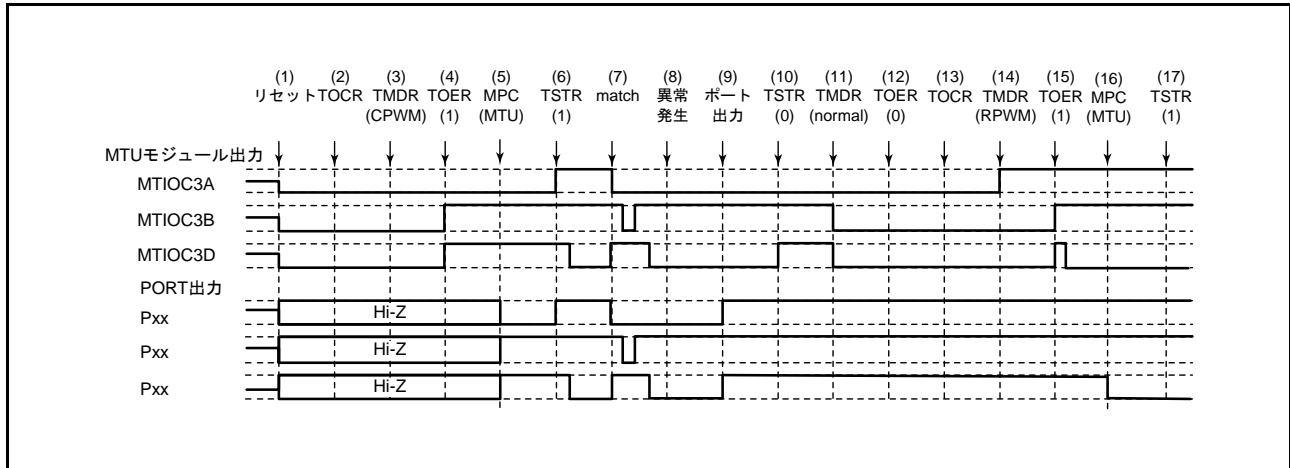 (1) (2) (3) (4) (5) (6) (7) (8) (9) (10) (11) (12) (13) (14) (15) (16) (17)
リセット TOCR TMDR TOER MPC TSTR match 異常 ポート TSTR TMDR TOER TOCR TMDR TOER MPC TSTR
(CPWM) (1) (MTU) (1) 発生 出力 (0) (normal) (0) (RPWM) (1) (MTU) (1)
MTUモジュール出力
MTIOC3A
MTIOC3B
MTIOC3D
PORT出力
Pxx Hi-Z
Pxx Hi-Z
Pxx Hi-Z